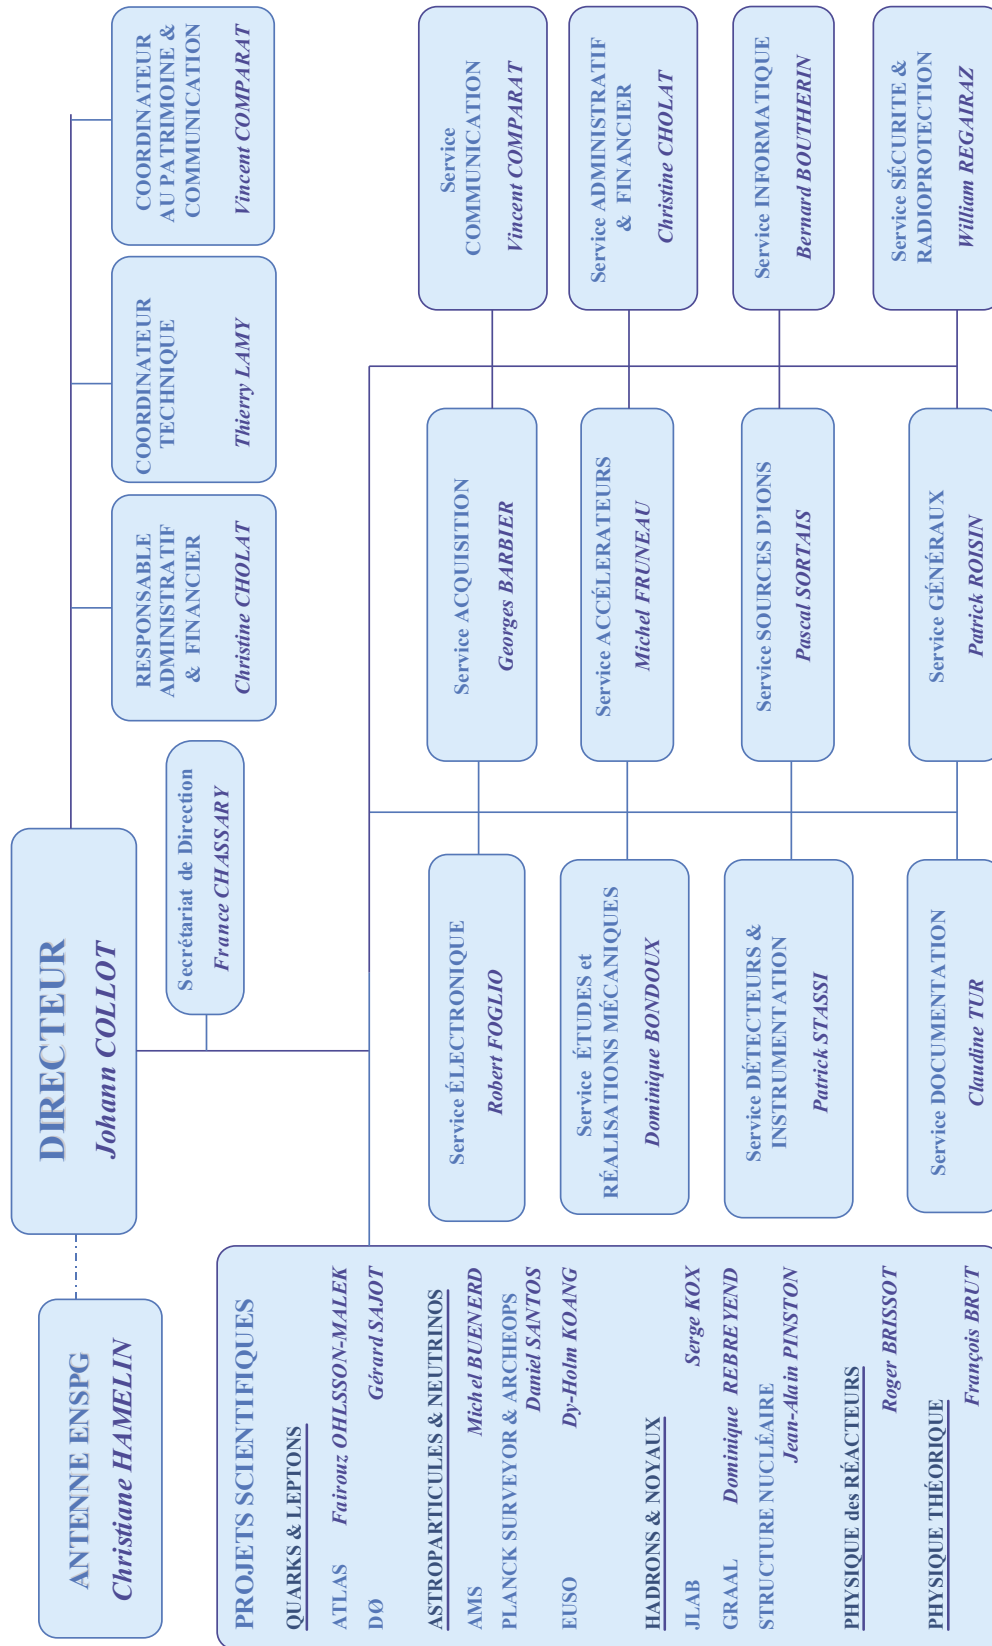 ANTENNE ENSPG
Christiane HAMELIN
DIRECTEUR
Johann COLLOT
Secrétariat de Direction
France CHASSARY
RESPONSABLE
ADMINISTRATIF
& FINANCIER
Christine CHOLAT
COORDINATEUR
TECHNIQUE
Thierry LAMY
COORDINATEUR
AU PATRIMOINE &
COMMUNICATION
Vincent COMPARAT
PROJETS SCIENTIFIQUES
QUARKS & LEPTONS
ATLAS Fairouz OHLSSON-MALEK
DØ Gérard SAJOT
ASTROPARTICULES & NEUTRINOS
AMS Michel BUENERD
PLANCK SURVEYOR & ARCHEOPS
Daniel SANTOS
EUSO Dy-Holm KOANG
HADRONS & NOYAUX
JLAB Serge KOX
GRAAL Dominique REBREYEND
STRUCTURE NUCLÉAIRE
Jean-Alain PINSTON
PHYSIQUE des RÉACTEURS
Roger BRISSOT
PHYSIQUE THÉORIQUE
François BRUT
Service ÉLECTRONIQUE
Robert FOGLIO
Service ÉTUDES et
RÉALISATIONS MÉCANIQUES
Dominique BONDOUX
Service DÉTECTEURS &
INSTRUMENTATION
Patrick STASSI
Service DOCUMENTATION
Claudine TUR
Service ACQUISITION
Georges BARBIER
Service ACCÉLERATEURS
Michel FRUNEAU
Service SOURCES D'IONS
Pascal SORTAIS
Service GÉNÉRAUX
Patrick ROISIN
Service
COMMUNICATION
Vincent COMPARAT
Service ADMINISTRATIF
& FINANCIER
Christine CHOLAT
Service INFORMATIQUE
Bernard BOUTHERIN
Service SÉCURITE &
RADIOPROTECTION
William REGAIRAZ